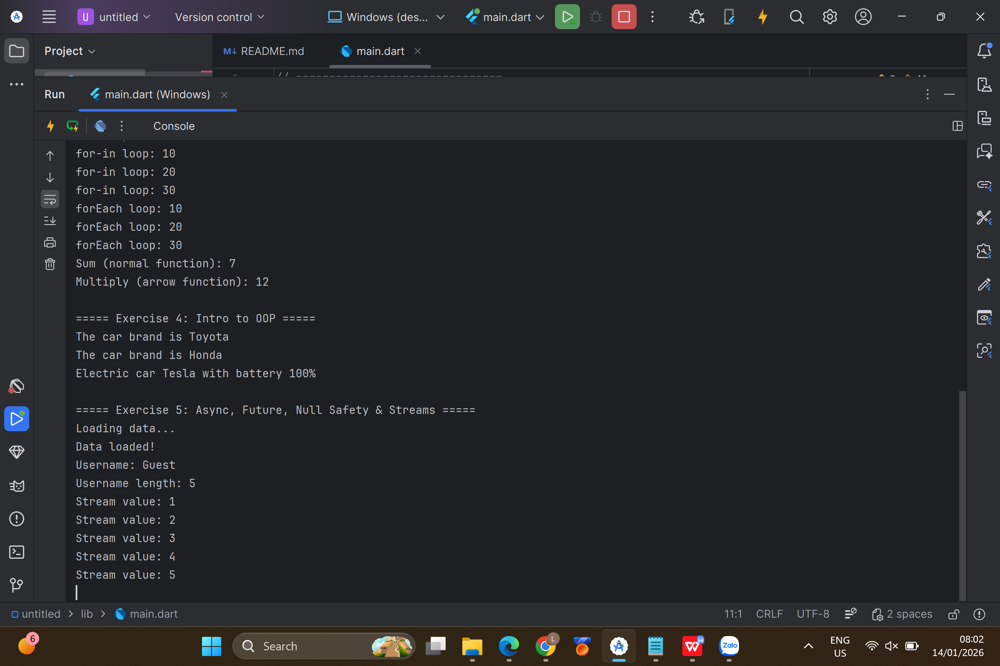 U untitled Version control Windows (des... main.dart
Project M↓ README.md main.dart
1 // ===============================
Run main.dart (Windows)
Console
for-in loop: 10
for-in loop: 20
for-in loop: 30
forEach loop: 10
forEach loop: 20
forEach loop: 30
Sum (normal function): 7
Multiply (arrow function): 12
===== Exercise 4: Intro to OOP =====
The car brand is Toyota
The car brand is Honda
Electric car Tesla with battery 100%
===== Exercise 5: Async, Future, Null Safety & Streams =====
Loading data...
Data loaded!
Username: Guest
Username length: 5
Stream value: 1
Stream value: 2
Stream value: 3
Stream value: 4
Stream value: 5
untitled > lib > main.dart 11:1 CRLF UTF-8 2 spaces
6 Search L W Zalo ENG 08:02
US 14/01/2026